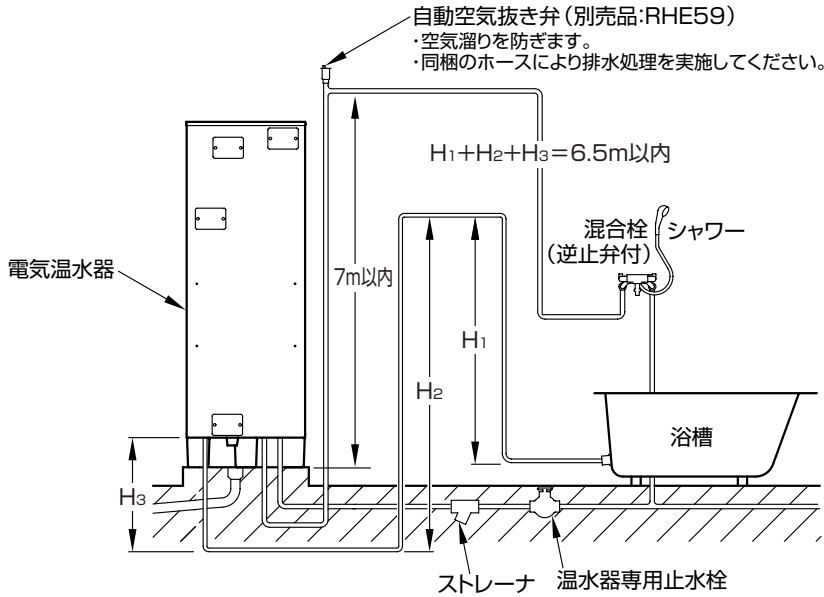 自動空気抜き弁(別売品:RHE59)
・空気溜りを防ぎます。
・同梱のホースにより排水処理を実施してください。
H1+H2+H3=6.5m以内
混合栓
(逆止弁付)
シャワー
電気温水器
7m以内
H1
H2
浴槽
H3
ストレーナ
温水器専用止水栓